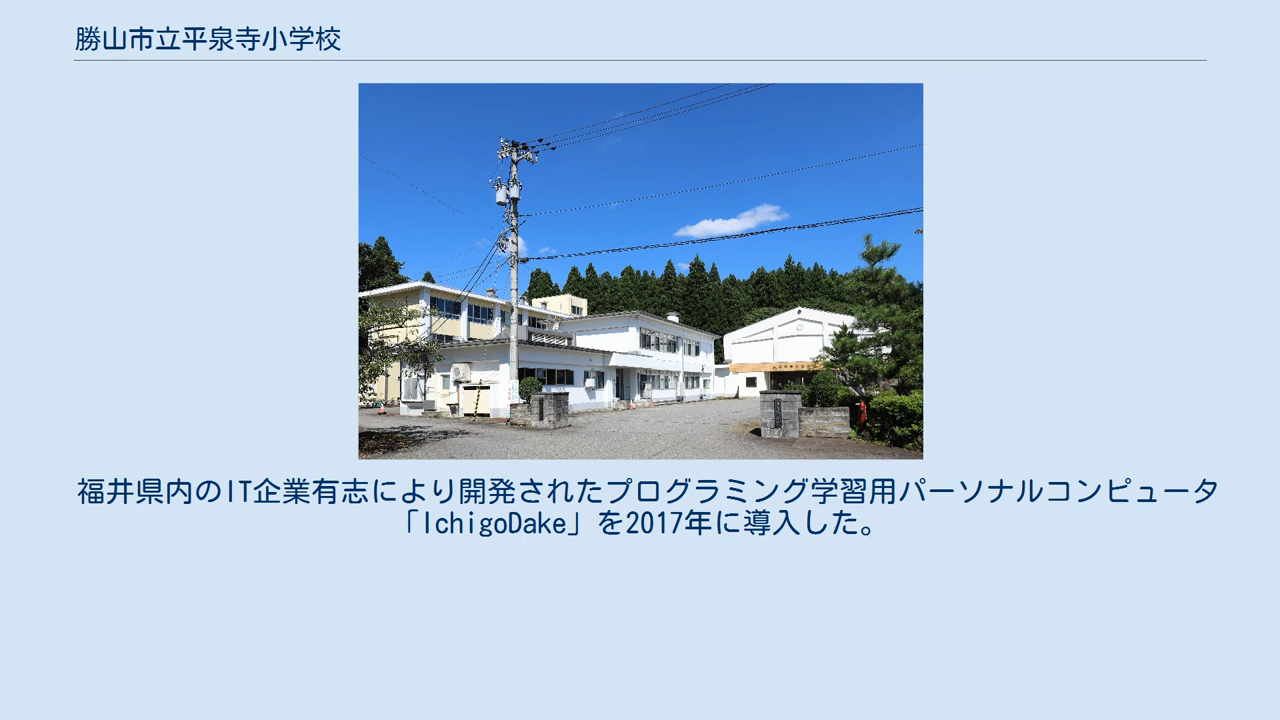 勝山市立平泉寺小学校
福井県内のIT企業有志により開発されたプログラミング学習用パーソナルコンピュータ
「IchigoDake」を2017年に導入した。